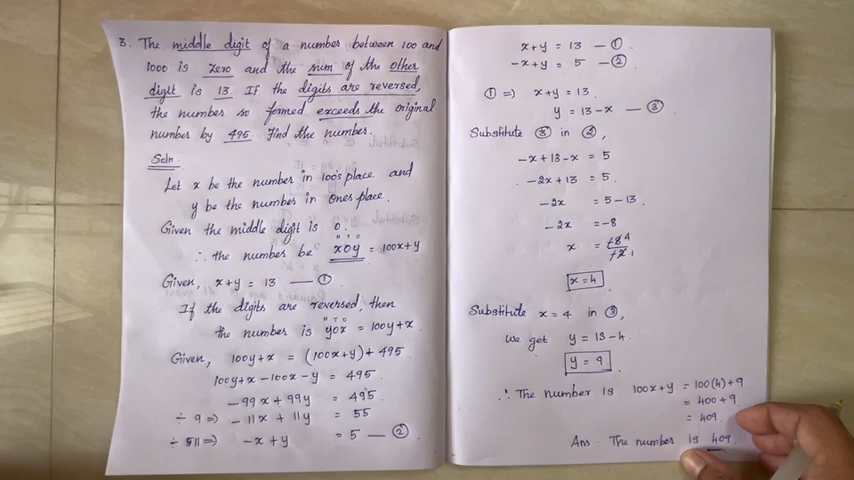 3. The middle digit of a number between 100 and
1000 is zero and the sum of the other
digit is 13 If the digits are reversed,
the number so formed exceeds the original
number by 495. Find the number.
Soln:
Let x be the number in 100's place and
y be the number in ones place.
Given the middle digit is 0.
H T O
∴ the number be x0y = 100x+y
Given, x+y = 13 — ①
If the digits are reversed, then
H T O
the number is y0x = 100y+x
Given, 100y+x = (100x+y)+495
100y+x-100x-y = 495
-99x+99y = 495
÷ 9 => -11x + 11y = 55
÷ 11 => -x+y = 5 — ②
x+y = 13 — ①
-x+y = 5 — ②
① => x+y = 13
y = 13-x — ③
Substitute ③ in ②,
-x+13-x = 5
-2x+13 = 5
-2x = 5-13
-2x = -8
x = -8 4
-2 1
x=4
Substitute x=4 in ③,
we get y = 13-4
y = 9
∴ The number is 100x+y = 100(4)+9
= 400+9
= 409
Ans: The number is 409.